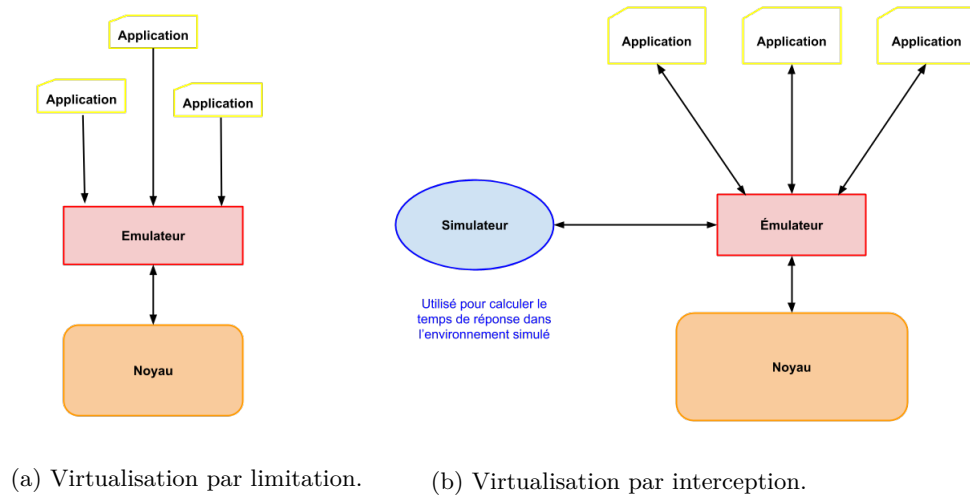 Application
Application
Application
Emulateur
Noyau
(a) Virtualisation par limitation.
Application
Application
Application
Simulateur
Émulateur
Utilisé pour calculer le
temps de réponse dans
l'environnement simulé
Noyau
(b) Virtualisation par interception.